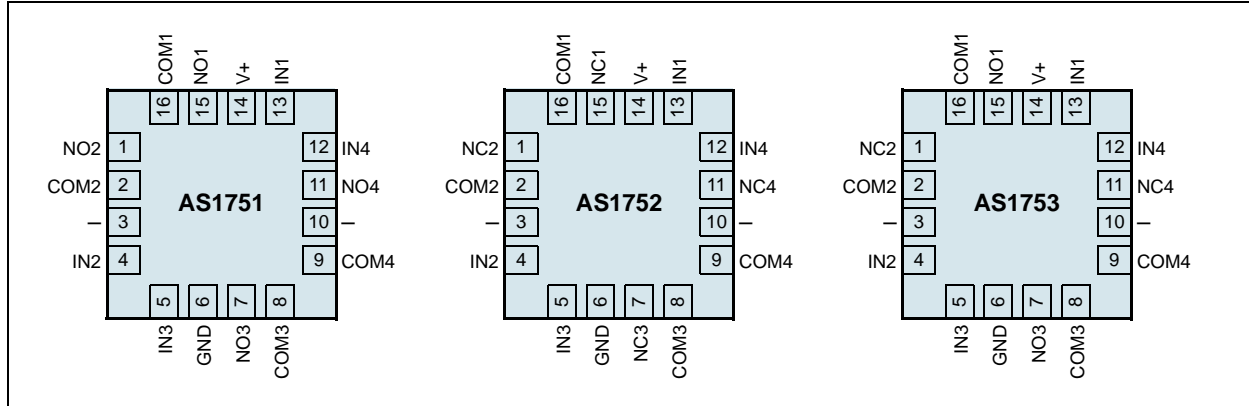 COM1 NO1 V+ IN1
16 15 14 13
NO2 1 12 IN4
COM2 2 11 NO4
AS1751
– 3 10 –
IN2 4 9 COM4
5 6 7 8
IN3 GND NO3 COM3
COM1 NC1 V+ IN1
16 15 14 13
NC2 1 12 IN4
COM2 2 11 NC4
AS1752
– 3 10 –
IN2 4 9 COM4
5 6 7 8
IN3 GND NC3 COM3
COM1 NO1 V+ IN1
16 15 14 13
NC2 1 12 IN4
COM2 2 11 NC4
AS1753
– 3 10 –
IN2 4 9 COM4
5 6 7 8
IN3 GND NO3 COM3